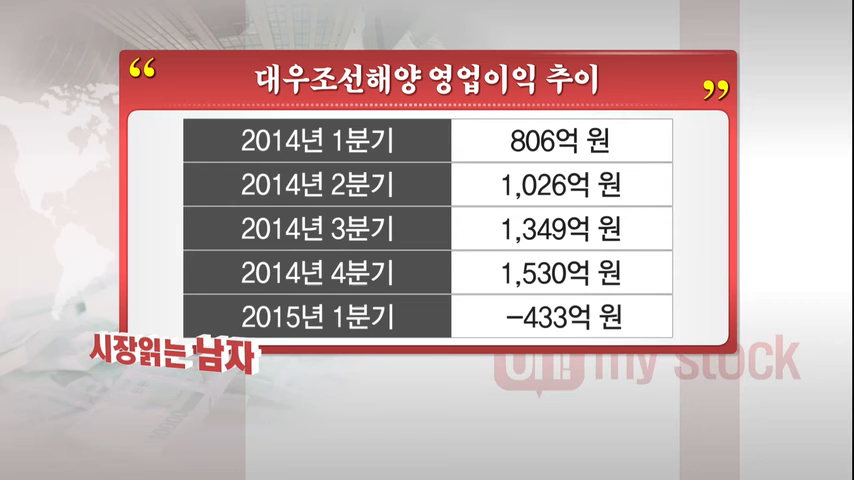 대우조선해양 영업이익 추이
2014년 1분기 806억 원
2014년 2분기 1,026억 원
2014년 3분기 1,349억 원
2014년 4분기 1,530억 원
2015년 1분기 -433억 원
시장읽는 남자
my stock